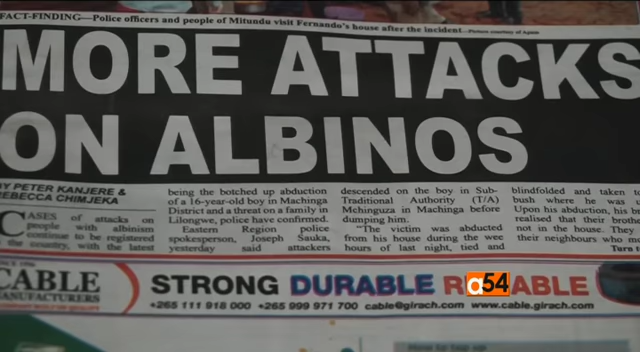 FACT-FINDING—Police officers and people of Mitundu visit Fernando's house after the incident
MORE ATTACKS
ON ALBINOS
BY PETER KANJERE &
REBECCA CHIMJEKA
CASES of attacks on
people with albinism
continue to be registered
the country, with the latest
being the botched up abduction
of a 16-year-old boy in Machinga
District and a threat on a family in
Lilongwe, police have confirmed.
Eastern Region police
spokesperson, Joseph Sauka,
yesterday said attackers
descended on the boy in Sub-
Traditional Authority (T/A)
Mchinguza in Machinga before
dumping him.
"The victim was abducted
from his house during the wee
hours of last night, tied and
blindfolded and taken
bush where he was
Upon his abduction, his
realised that their
not in the house. They
their neighbours who
Turn
CABLE
MANUFACTURERS
STRONG DURABLE ABLE
a54
+265 111 918 000 +265 999 971 700 cable@girach.com www.cable.girach.com